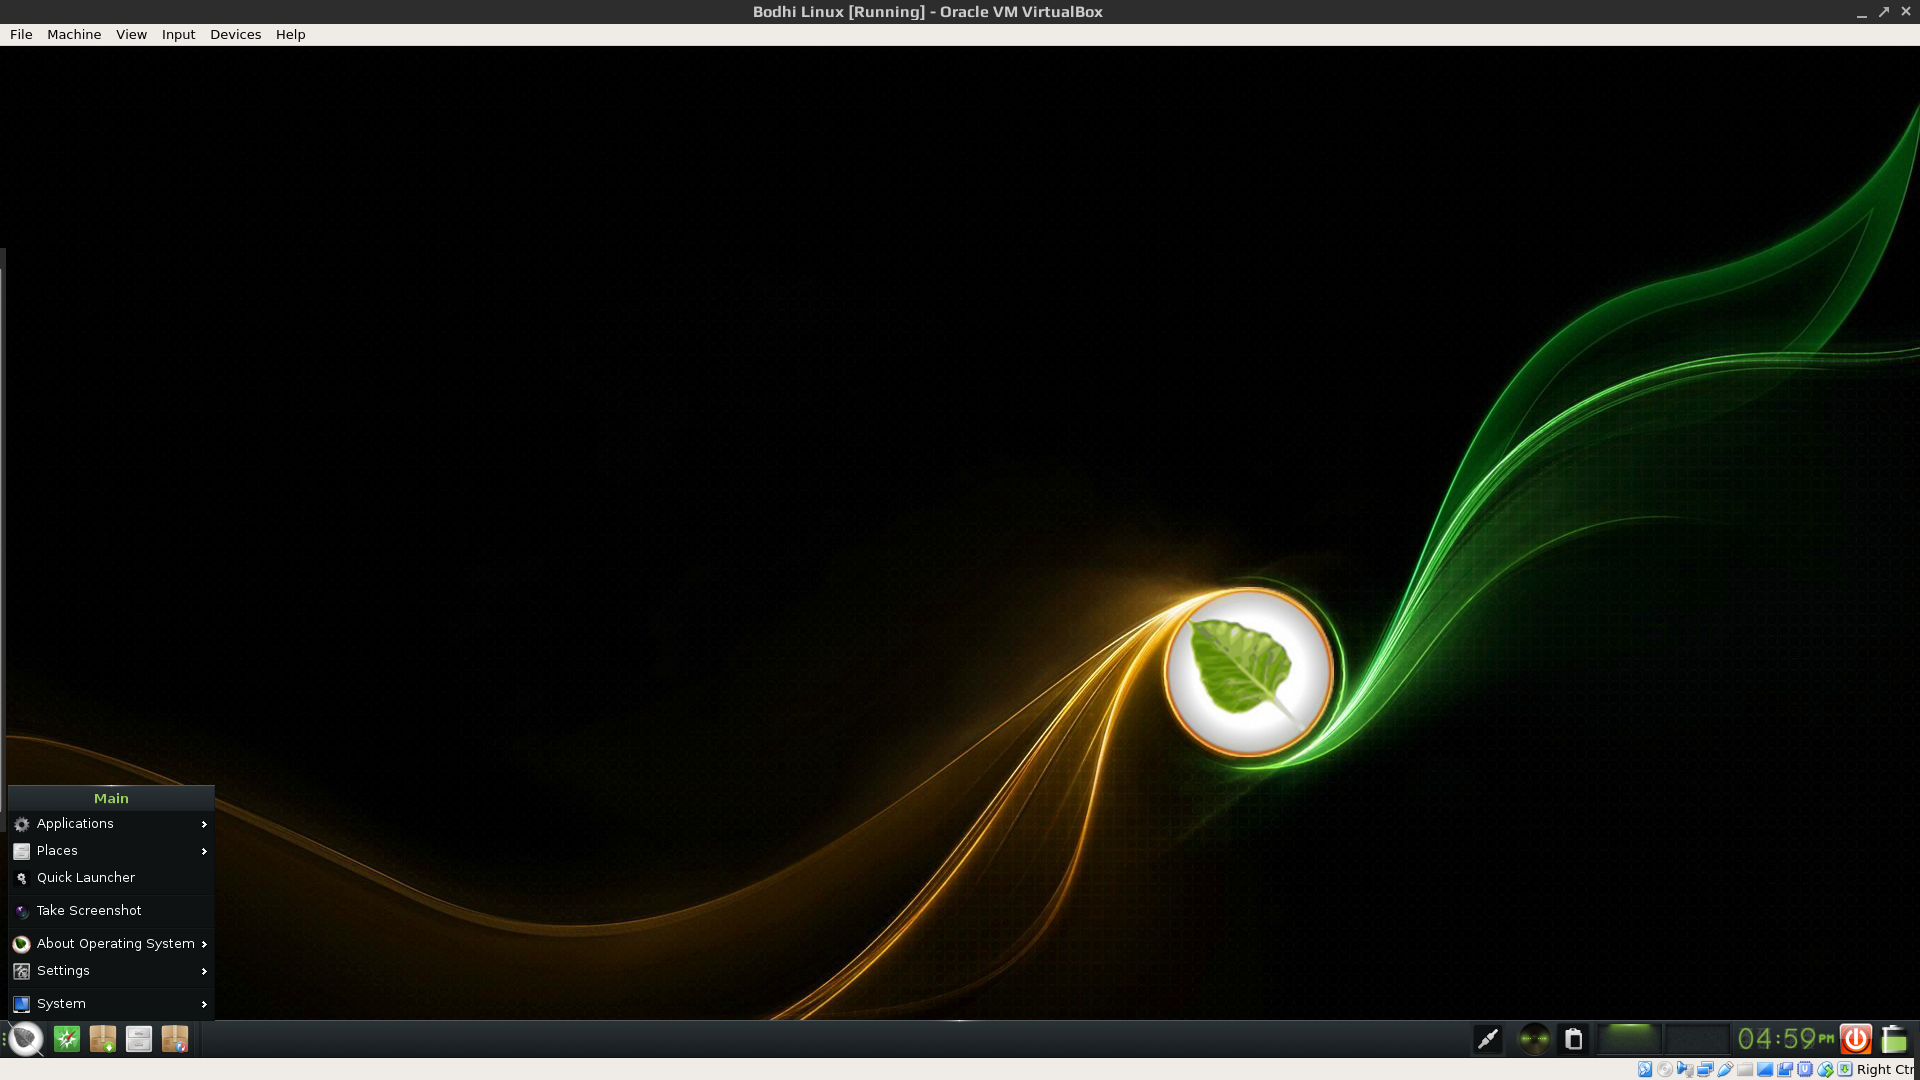 Bodhi Linux [Running] - Oracle VM VirtualBox
File Machine View Input Devices Help
Main
Applications
Places
Quick Launcher
Take Screenshot
About Operating System
Settings
System
04:59 PM
Right Ctr